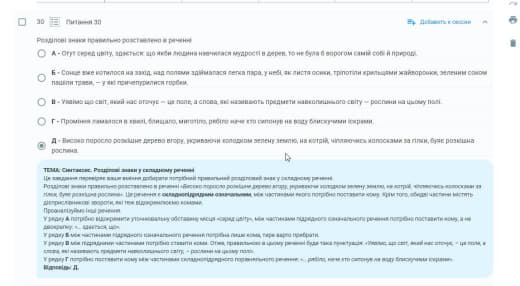 30 Питання 30 Добавить к сессии
Розділові знаки правильно розставлено в реченні
А - Отут серед цвіту, здається: що якби людина навчилася мудрості в дерев, то не була б ворогом самій собі й природі.
Б - Сонце вже котилося на захід, над полями здіймалася легка пара, у небі, як листя осики, тріпотіли крильцями жайворонки, зеленим соком
пашіли трави, — у які причепурилися горбки.
В - Уявімо що світ, який нас оточує — це поле, а слова, які називають предмети навколишнього світу — рослини на цьому полі.
Г - Проміння ламалося в хвилі, блищало, миготіло, рябіло наче хто сипонув на воду блискучими іскрами.
Д - Високо поросло розкішне дерево вгору, укриваючи холодком зелену землю, на котрій, чіпляючись колосками за гілки, буяє розкішна
рослина.
ТЕМА: Синтаксис. Розділові знаки у складному реченні
Це завдання перевіряє ваше вміння добирати потрібний правильний розділовий знак у складному реченні.
Розділові знаки правильно розставлено в реченні «Високо поросло розкішне дерево вгору, укриваючи холодком зелену землю, на котрій, чіпляючись колосками за
гілки, буяє розкішна рослина». Це речення є складнопідрядним означальним, між частинами якого потрібно поставити кому. Крім того, обидві частини містять
дієприслівникові звороти, які теж відокремлюємо комами.
Проаналізуймо інші речення.
У рядку А потрібно відокремити уточнювальну обставину місця «серед цвіту», між частинами підрядного означального речення потрібно поставити кому, а не
двокрапку: «... здається, що».
У рядку Б між частинами підрядного означального речення потрібна лише кома, тире варто прибрати.
У рядку В між підрядними частинами потрібно ставити коми. Отже, правильною в цьому реченні буде така пунктуація: «Уявімо, що світ, який нас оточує, – це поле, а
слова, які називають предмети навколишнього світу, – рослини на цьому полі».
У рядку Г потрібно поставити кому між частинами складнопідрядного порівняльного речення: «... рябіло, наче хто сипонув на воду блискучими іскрами».
Відповідь: Д.